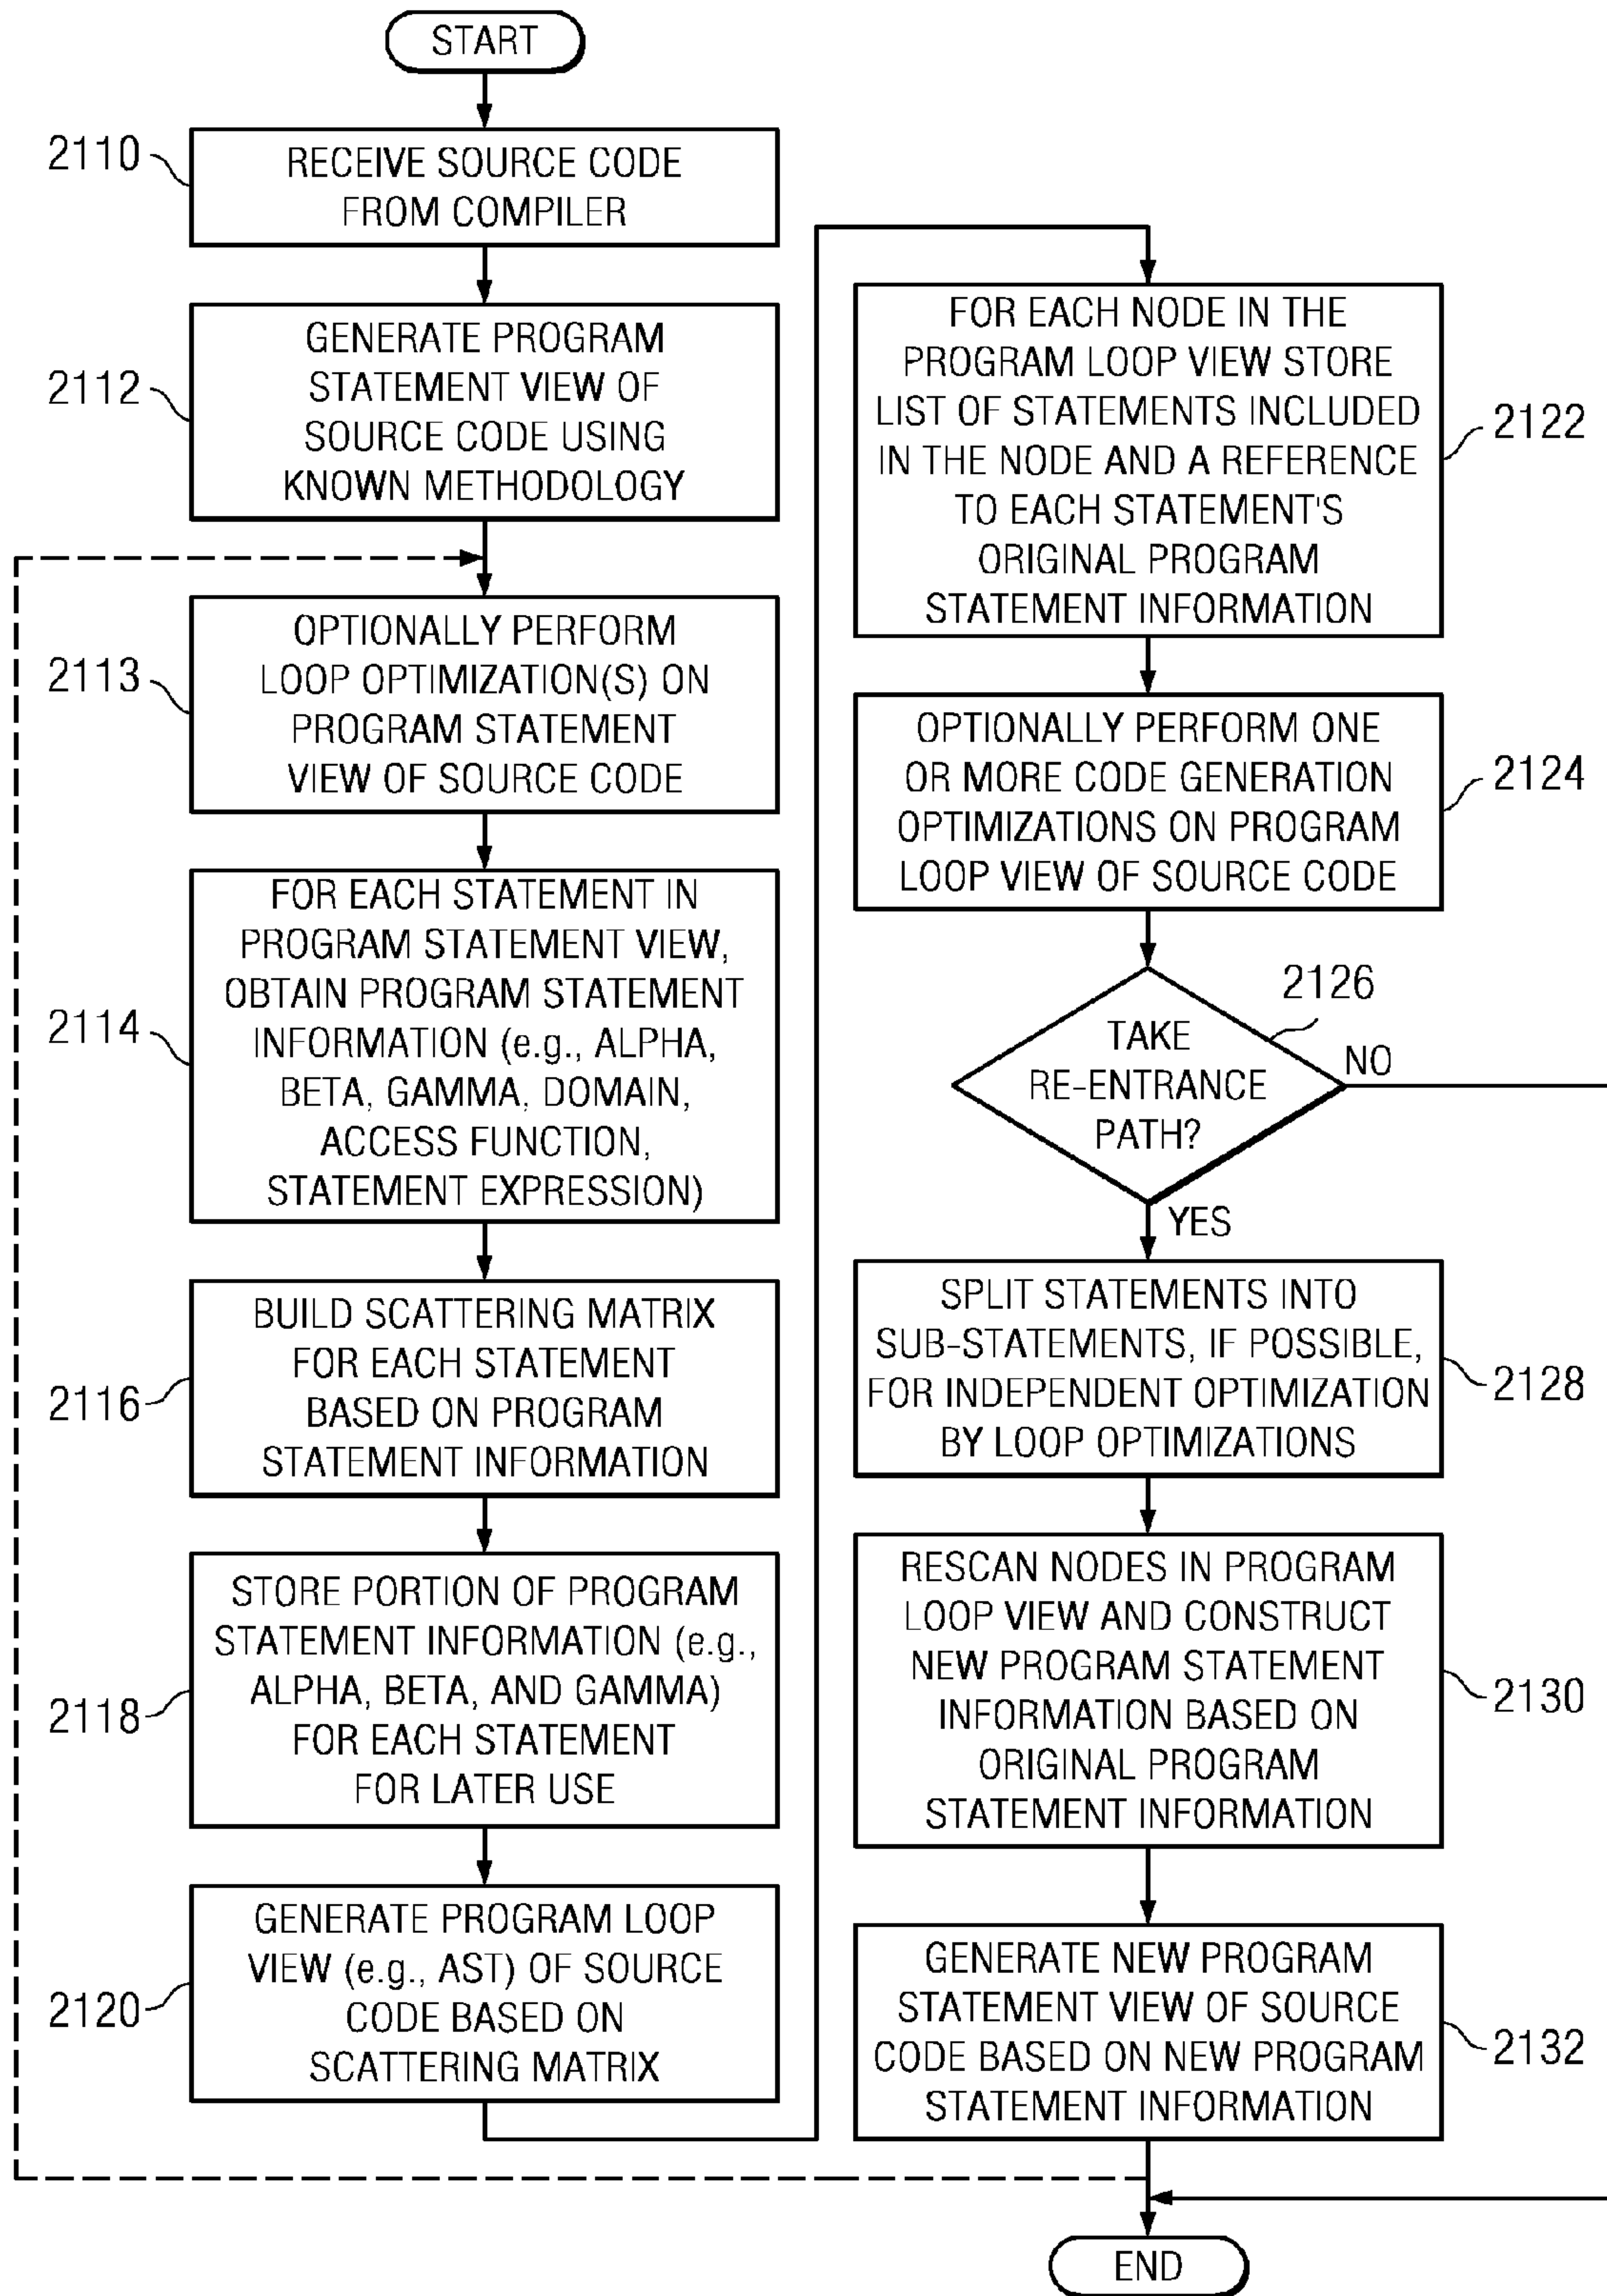 START
2110
RECEIVE SOURCE CODE
FROM COMPILER
2112
GENERATE PROGRAM
STATEMENT VIEW OF
SOURCE CODE USING
KNOWN METHODOLOGY
2113
OPTIONALLY PERFORM
LOOP OPTIMIZATION(S) ON
PROGRAM STATEMENT
VIEW OF SOURCE CODE
2114
FOR EACH STATEMENT IN
PROGRAM STATEMENT VIEW,
OBTAIN PROGRAM STATEMENT
INFORMATION (e.g., ALPHA,
BETA, GAMMA, DOMAIN,
ACCESS FUNCTION,
STATEMENT EXPRESSION)
2116
BUILD SCATTERING MATRIX
FOR EACH STATEMENT
BASED ON PROGRAM
STATEMENT INFORMATION
2118
STORE PORTION OF PROGRAM
STATEMENT INFORMATION (e.g.,
ALPHA, BETA, AND GAMMA)
FOR EACH STATEMENT
FOR LATER USE
2120
GENERATE PROGRAM LOOP
VIEW (e.g., AST) OF SOURCE
CODE BASED ON
SCATTERING MATRIX
FOR EACH NODE IN THE
PROGRAM LOOP VIEW STORE
LIST OF STATEMENTS INCLUDED
IN THE NODE AND A REFERENCE
TO EACH STATEMENT'S
ORIGINAL PROGRAM
STATEMENT INFORMATION
2122
OPTIONALLY PERFORM ONE
OR MORE CODE GENERATION
OPTIMIZATIONS ON PROGRAM
LOOP VIEW OF SOURCE CODE
2124
2126
TAKE
RE-ENTRANCE
PATH?
NO
YES
SPLIT STATEMENTS INTO
SUB-STATEMENTS, IF POSSIBLE,
FOR INDEPENDENT OPTIMIZATION
BY LOOP OPTIMIZATIONS
2128
RESCAN NODES IN PROGRAM
LOOP VIEW AND CONSTRUCT
NEW PROGRAM STATEMENT
INFORMATION BASED ON
ORIGINAL PROGRAM
STATEMENT INFORMATION
2130
GENERATE NEW PROGRAM
STATEMENT VIEW OF SOURCE
CODE BASED ON NEW PROGRAM
STATEMENT INFORMATION
2132
END